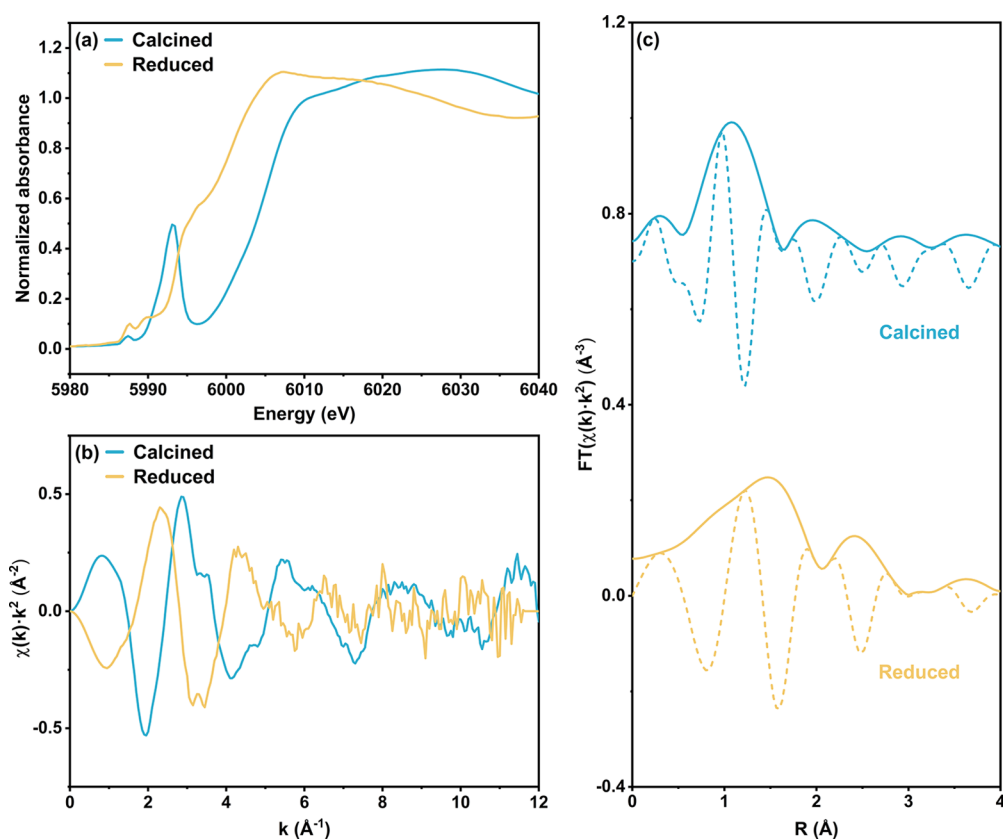 (a)
Calcined
Reduced
Normalized absorbance
1.2
1.0
0.8
0.6
0.4
0.2
0.0
5980 5990 6000 6010 6020 6030 6040
Energy (eV)
(b)
Calcined
Reduced
χ(k)·k² (Å⁻²)
0.5
0.0
-0.5
0 2 4 6 8 10 12
k (Å⁻¹)
(c)
FT(χ(k)·k²) (Å⁻³)
1.2
0.8
0.4
0.0
-0.4
Calcined
Reduced
0 1 2 3 4
R (Å)